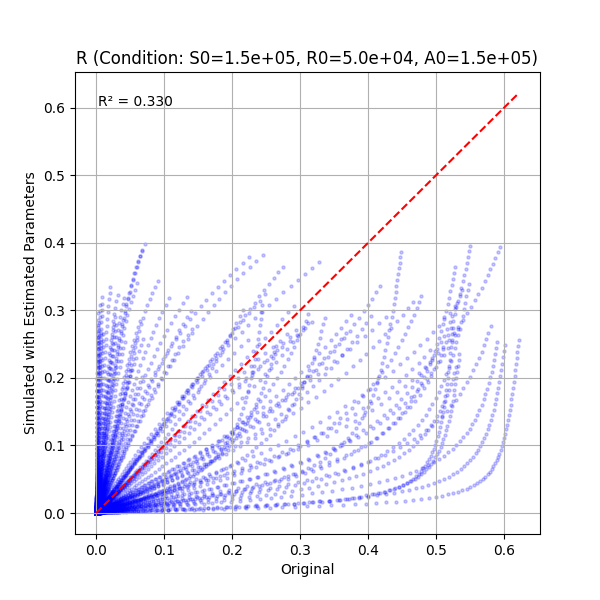 R (Condition: S0=1.5e+05, R0=5.0e+04, A0=1.5e+05)
R² = 0.330
0.6
0.5
0.4
0.3
0.2
0.1
0.0
Simulated with Estimated Parameters
0.0 0.1 0.2 0.3 0.4 0.5 0.6
Original